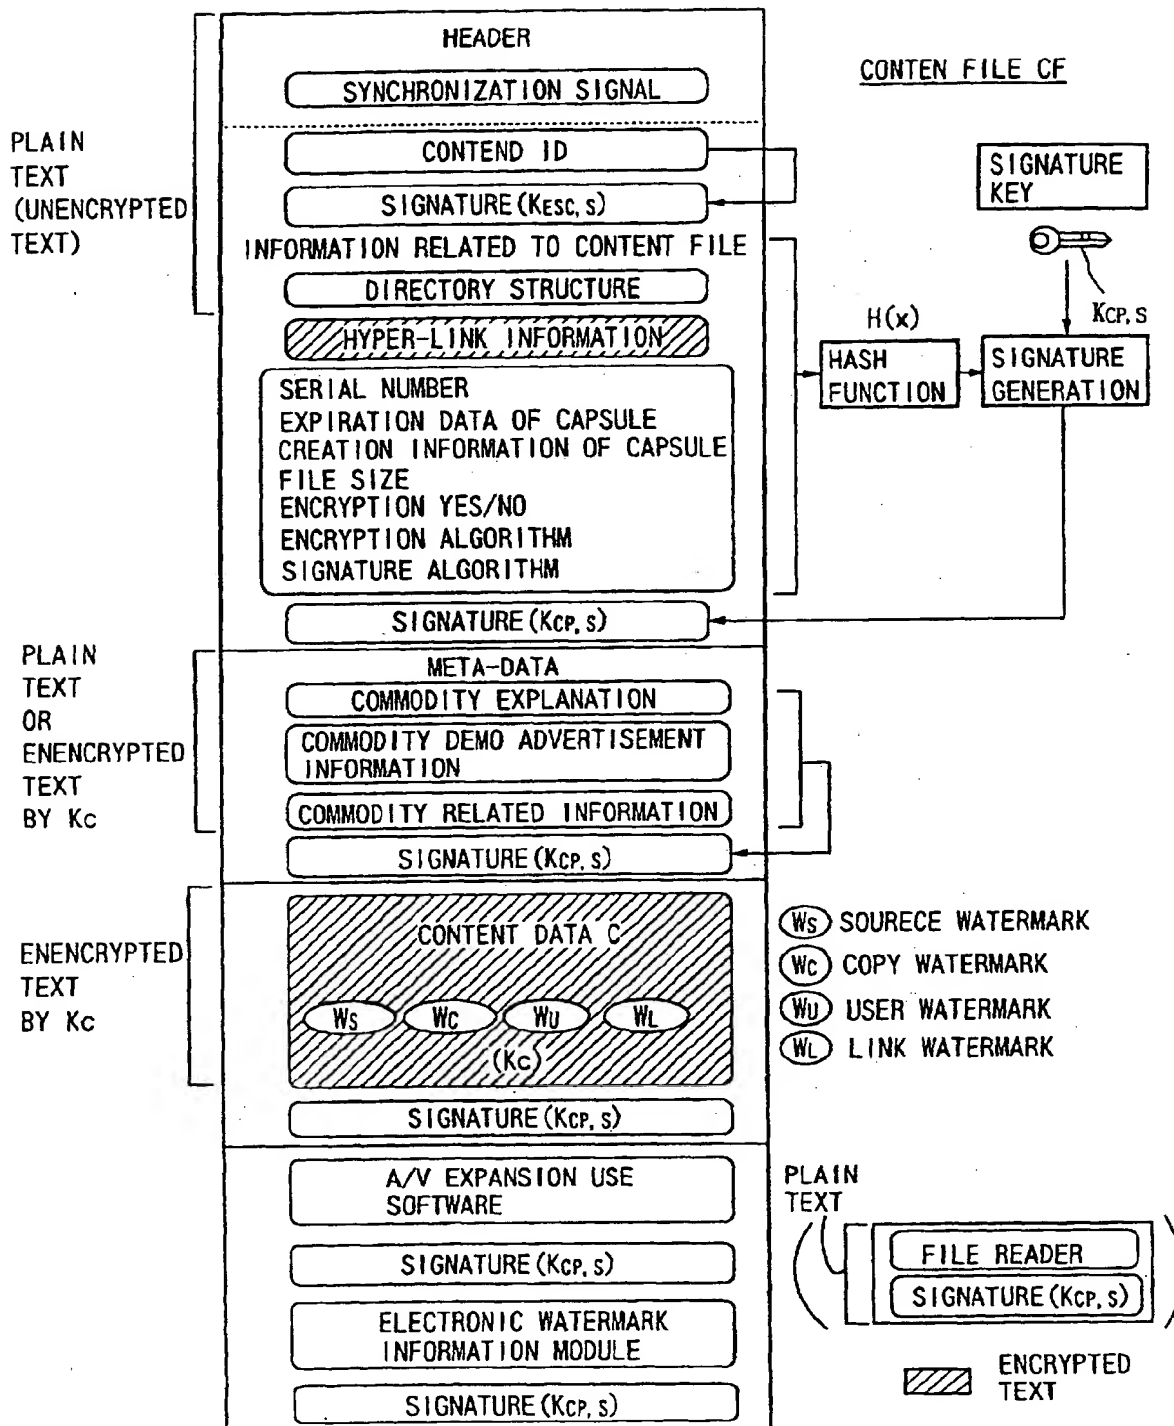 HEADER
CONTEN FILE CF
SYNCHRONIZATION SIGNAL
PLAIN
TEXT
(UNENCRYPTED
TEXT)
CONTEND ID
SIGNATURE(KESC, S)
SIGNATURE
KEY
KCP, S
INFORMATION RELATED TO CONTENT FILE
DIRECTORY STRUCTURE
HYPER-LINK INFORMATION
H(x)
HASH
FUNCTION
SIGNATURE
GENERATION
SERIAL NUMBER
EXPIRATION DATA OF CAPSULE
CREATION INFORMATION OF CAPSULE
FILE SIZE
ENCRYPTION YES/NO
ENCRYPTION ALGORITHM
SIGNATURE ALGORITHM
SIGNATURE(KCP, S)
PLAIN
TEXT
OR
ENENCRYPTED
TEXT
BY Kc
META-DATA
COMMODITY EXPLANATION
COMMODITY DEMO ADVERTISEMENT
INFORMATION
COMMODITY RELATED INFORMATION
SIGNATURE(KCP, S)
ENENCRYPTED
TEXT
BY Kc
CONTENT DATA C
WS WC WU WL
(Kc)
SIGNATURE(KCP, S)
WS SOURECE WATERMARK
WC COPY WATERMARK
WU USER WATERMARK
WL LINK WATERMARK
A/V EXPANSION USE
SOFTWARE
SIGNATURE(KCP, S)
ELECTRONIC WATERMARK
INFORMATION MODULE
SIGNATURE(KCP, S)
PLAIN
TEXT
FILE READER
SIGNATURE(KCP, S)
ENCRYPTED
TEXT